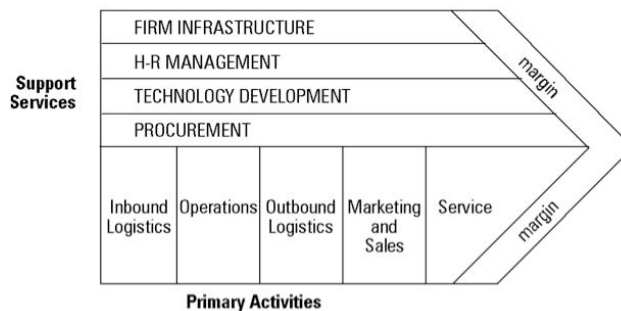 FIRM INFRASTRUCTURE
H-R MANAGEMENT
Support
Services
TECHNOLOGY DEVELOPMENT
PROCUREMENT
margin
Inbound
Logistics
Operations
Outbound
Logistics
Marketing
and
Sales
Service
margin
Primary Activities